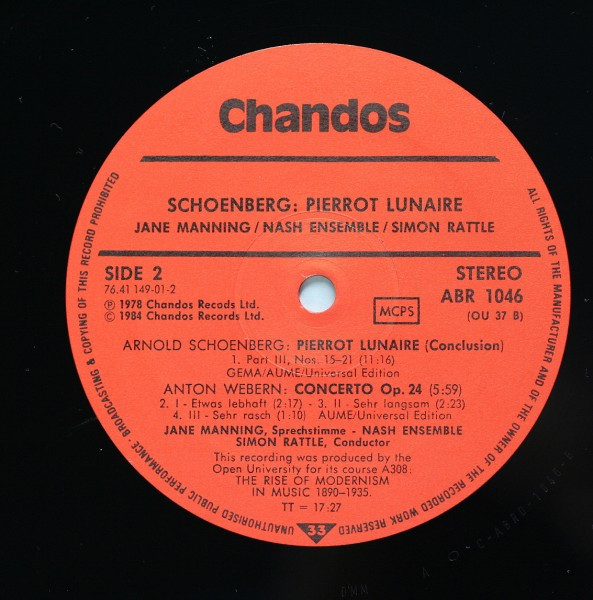 Chandos
SCHOENBERG: PIERROT LUNAIRE
JANE MANNING/NASH ENSEMBLE/SIMON RATTLE
SIDE 2
76.41 149-01-2
Ⓟ 1978 Chandos Recods Ltd.
© 1984 Chandos Records Ltd.
MCPS
STEREO
ABR 1046
(OU 37 B)
ARNOLD SCHOENBERG: PIERROT LUNAIRE (Conclusion)
1. Part III, Nos. 15-21 (11:16)
GEMA/AUME/Universal Edition
ANTON WEBERN: CONCERTO Op. 24 (5:59)
2. I - Etwas lebhaft (2:17) - 3. II - Sehr langsam (2:23)
4. III - Sehr rasch (1:10) AUME/Universal Edition
JANE MANNING, Sprechstimme - NASH ENSEMBLE
SIMON RATTLE, Conductor
This recording was produced by the
Open University for its course A308:
THE RISE OF MODERNISM
IN MUSIC 1890-1935.
TT = 17:27
33
ALL RIGHTS OF THE MANUFACTURER AND OF THE OWNER OF THE RECORDED WORK RESERVED
UNAUTHORISED PUBLIC PERFORMANCE, BROADCASTING & COPYING OF THIS RECORD PROHIBITED